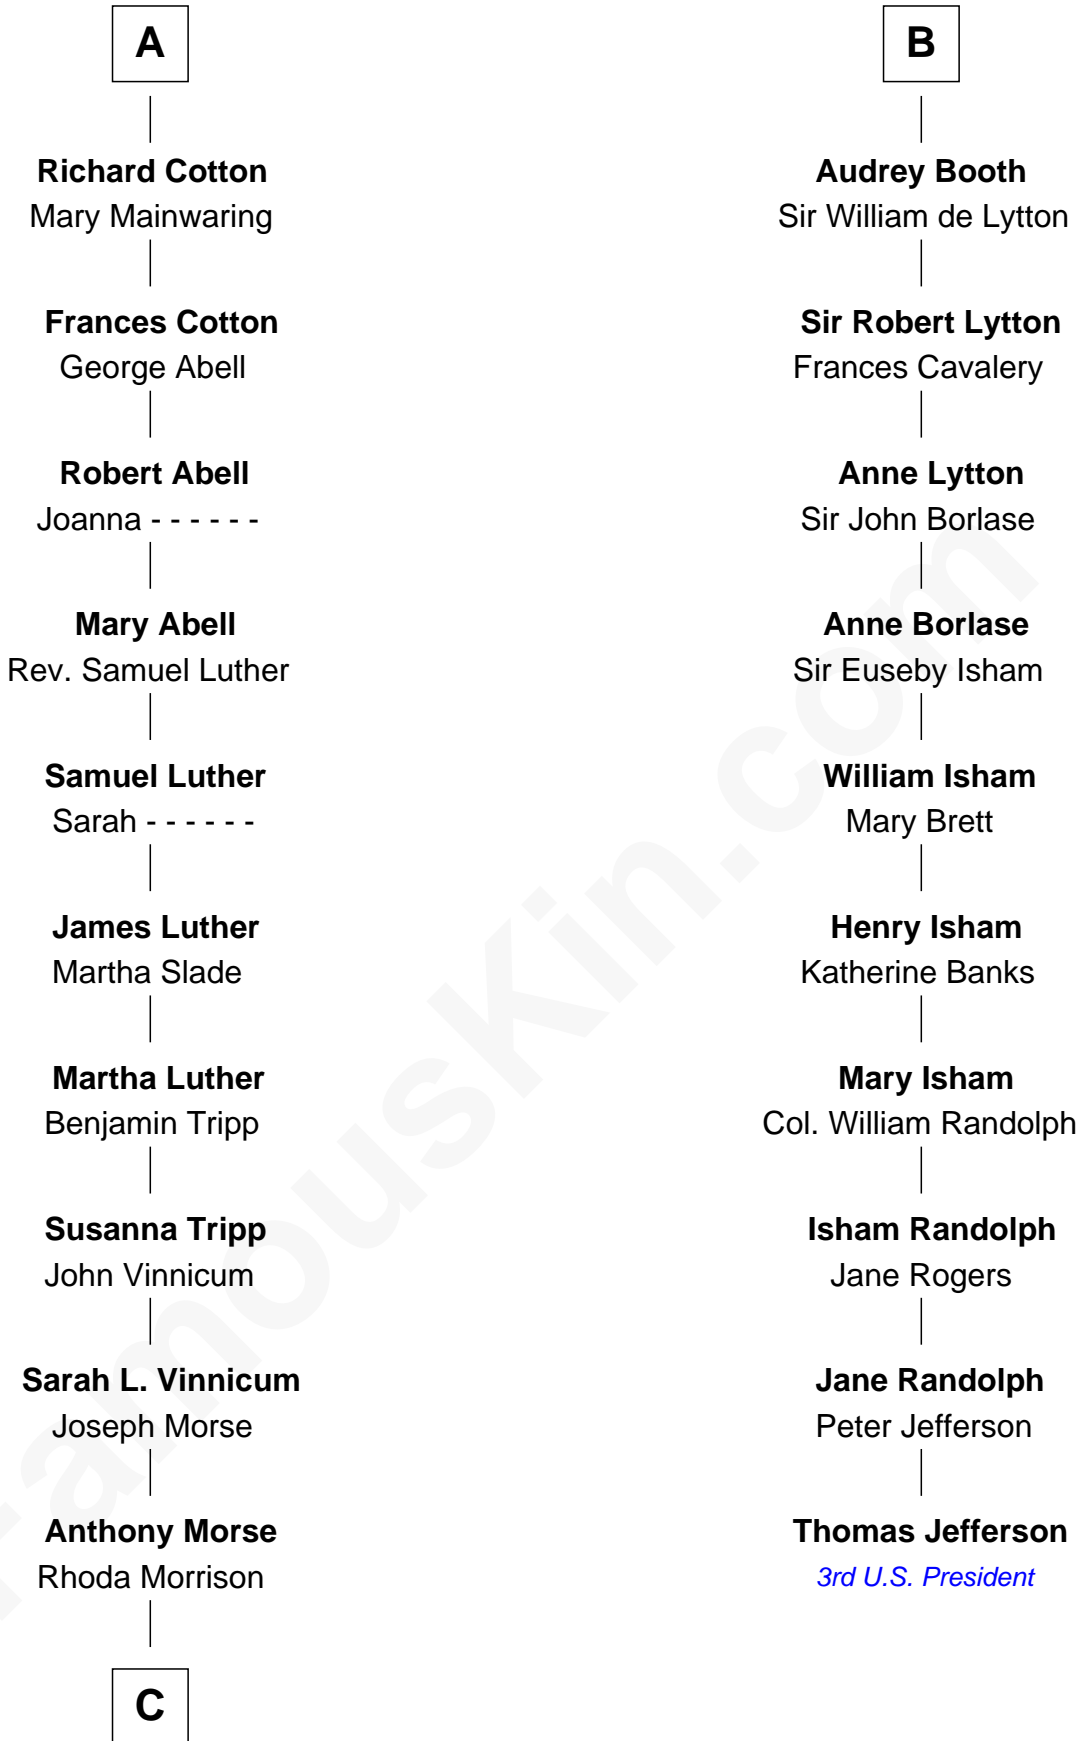 A
Richard Cotton
Mary Mainwaring
Frances Cotton
George Abell
Robert Abell
Joanna - - - - - -
Mary Abell
Rev. Samuel Luther
Samuel Luther
Sarah - - - - - -
James Luther
Martha Slade
Martha Luther
Benjamin Tripp
Susanna Tripp
John Vinnicum
Sarah L. Vinnicum
Joseph Morse
Anthony Morse
Rhoda Morrison
C
B
Audrey Booth
Sir William de Lytton
Sir Robert Lytton
Frances Cavalery
Anne Lytton
Sir John Borlase
Anne Borlase
Sir Euseby Isham
William Isham
Mary Brett
Henry Isham
Katherine Banks
Mary Isham
Col. William Randolph
Isham Randolph
Jane Rogers
Jane Randolph
Peter Jefferson
Thomas Jefferson
3rd U.S. President
FamousKin.com